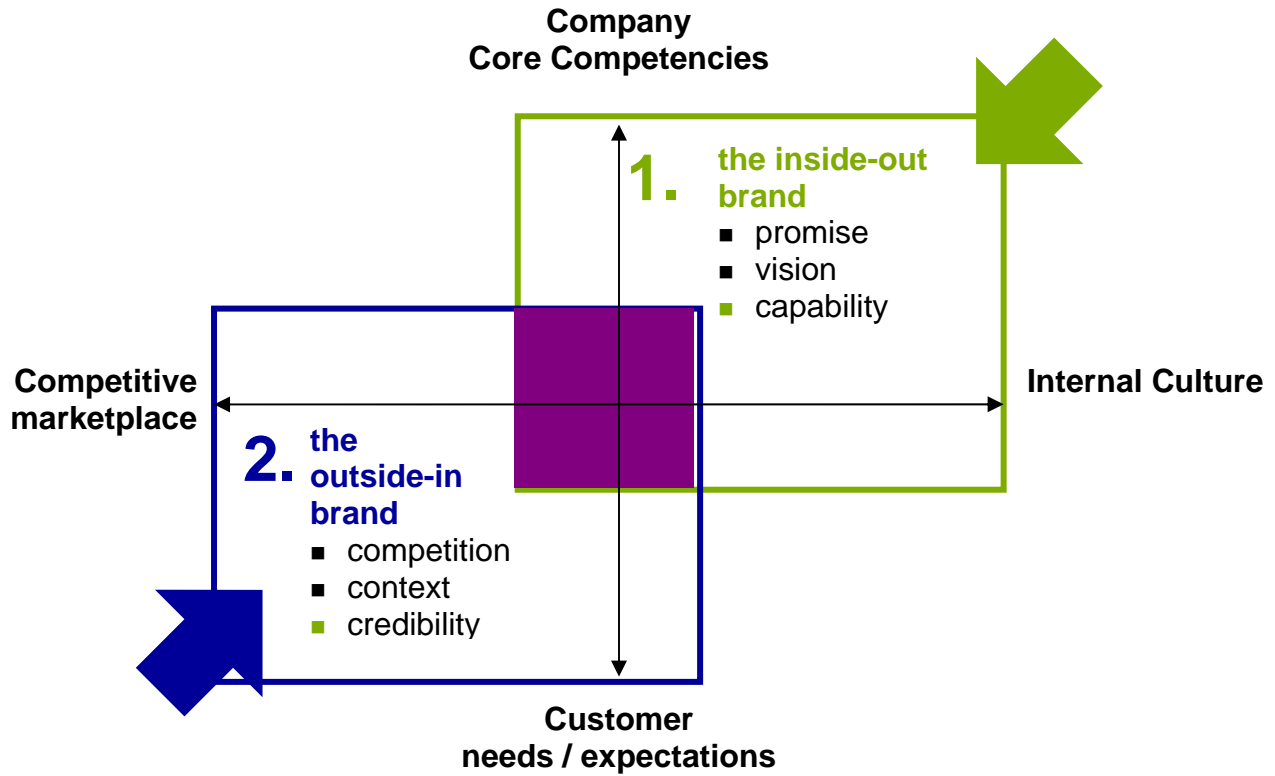 Company
Core Competencies
1.
the inside-out
brand
■ promise
■ vision
■ capability
Competitive
marketplace
Internal Culture
2.
the
outside-in
brand
■ competition
■ context
■ credibility
Customer
needs / expectations